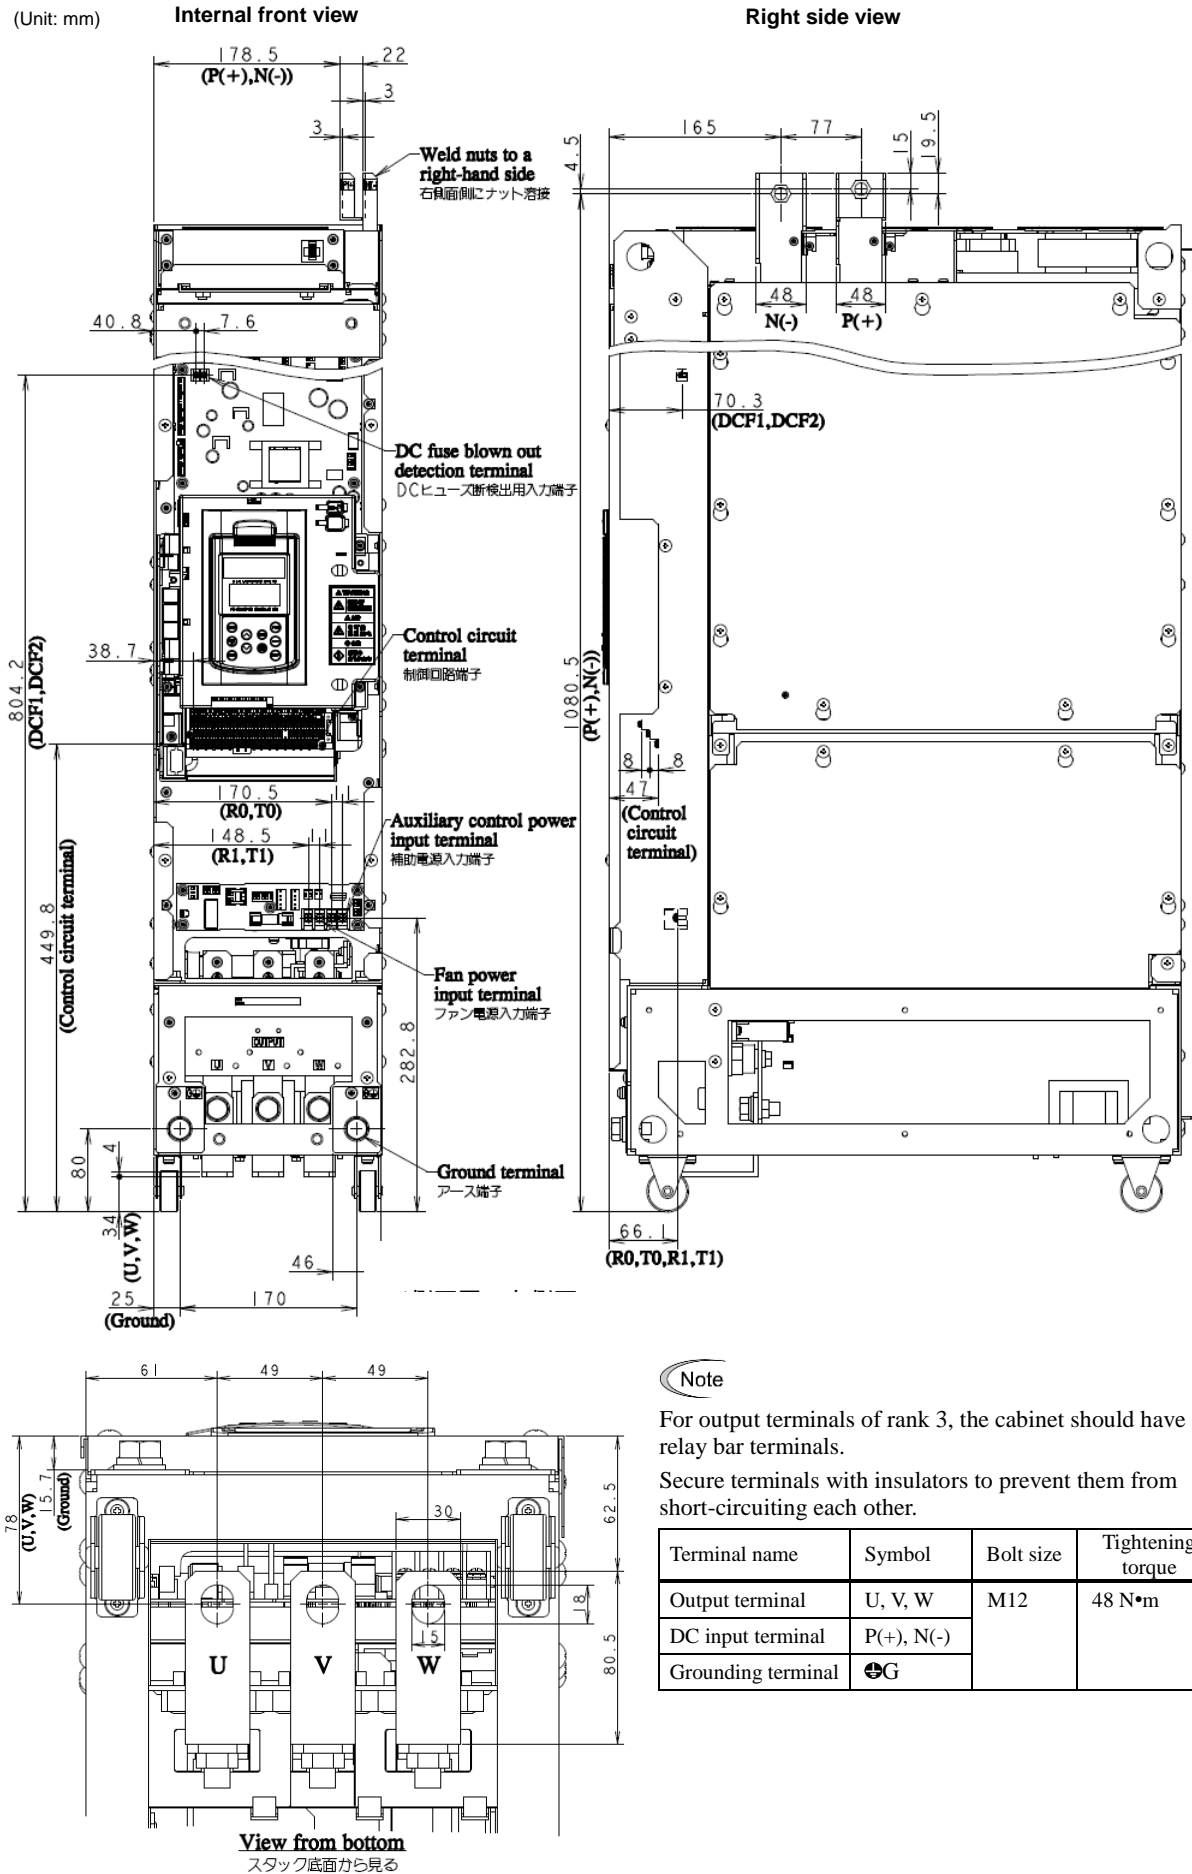 (Unit: mm)
Internal front view
Right side view
178.5
22
(P(+),N(-))
3
3
Weld nuts to a
right-hand side
右側面側にナット溶接
P(+)
N(-)
40.8
7.6
DC fuse blown out
detection terminal
DCヒューズ断検出用入力端子
804.2
(DCF1,DCF2)
38.7
Control circuit
terminal
制御回路端子
170.5
11
(R0,T0)
148.5
11
(R1,T1)
Auxiliary control power
input terminal
補助電源入力端子
449.8
(Control circuit terminal)
Fan power
input terminal
ファン電源入力端子
282.8
OUTPUT
U
V
W
Ground terminal
アース端子
80
4
34
(U,V,W)
46
25
170
(Ground)
165
77
15
19.5
4.5
48
48
N(-)
P(+)
70.3
(DCF1,DCF2)
1080.5
(P(+),N(-))
8
8
47
(Control
circuit
terminal)
66.1
(R0,T0,R1,T1)
61
49
49
78
(U,V,W)
15.7
(Ground)
62.5
30
18
15
80.5
U
V
W
View from bottom
スタック底面から見る
Note
For output terminals of rank 3, the cabinet should have
relay bar terminals.
Secure terminals with insulators to prevent them from
short-circuiting each other.
Terminal name Symbol Bolt size Tightening
torque
Output terminal U, V, W M12 48 N•m
DC input terminal P(+), N(-)
Grounding terminal G